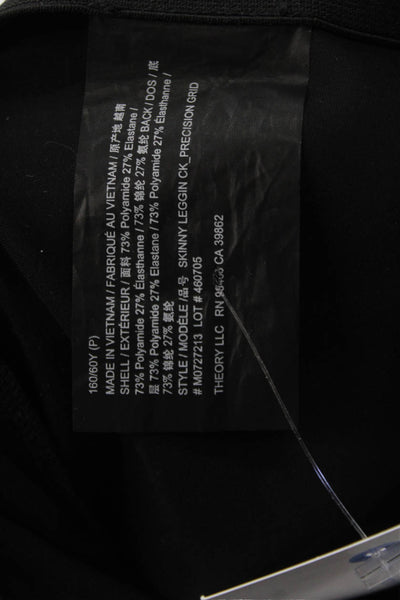 160/60Y (P)
MADE IN VIETNAM / FABRIQUÉ AU VIETNAM / 原产地 越南
SHELL / EXTÉRIEUR / 面料 73% Polyamide 27% Elastane /
73% Polyamide 27% Élasthanne / 73% 锦纶 27% 氨纶 BACK / DOS / 底
层 73% Polyamide 27% Elastane / 73% Polyamide 27% Élasthanne /
73% 锦纶 27% 氨纶
STYLE / MODÈLE / 品号 SKINNY LEGGIN CK_PRECISION GRID
# M0727213 LOT # 460705
THEORY LLC RN 95400 CA 39862